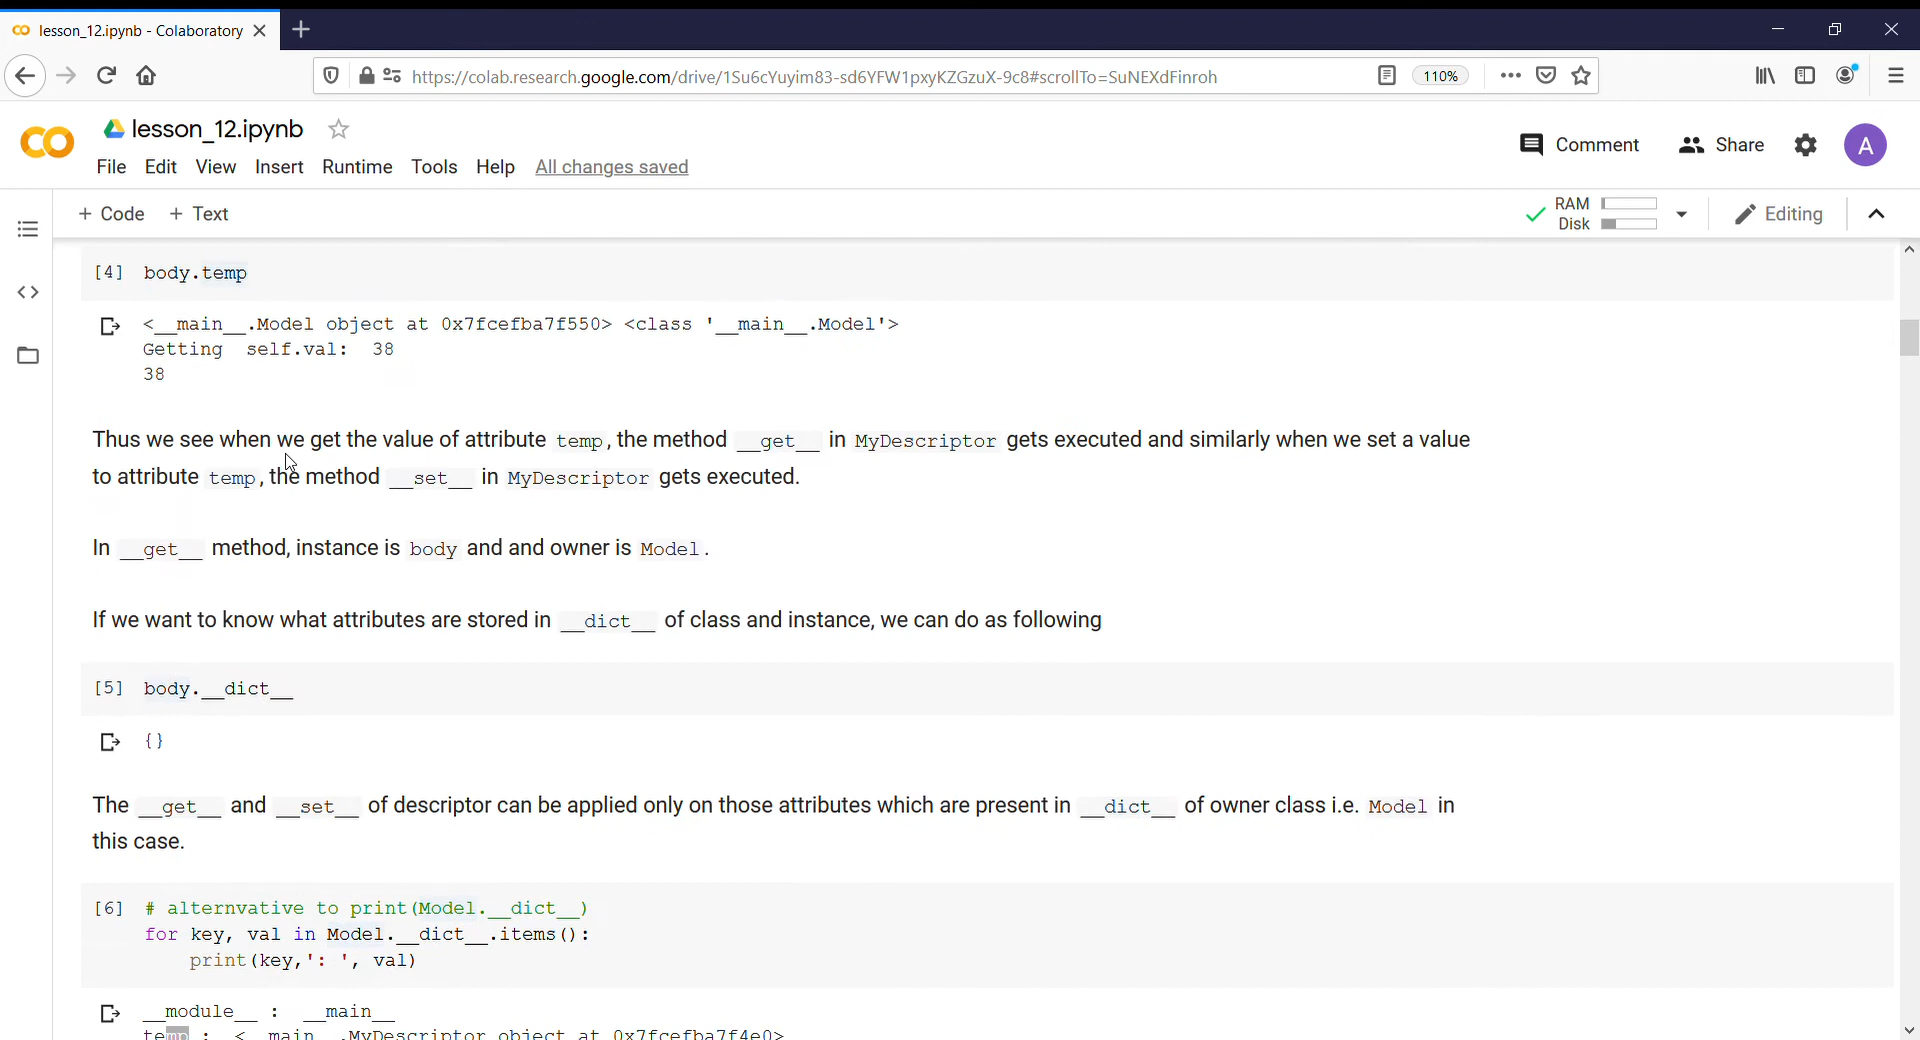 lesson_12.ipynb - Colaboratory
https://colab.research.google.com/drive/1Su6cYuyim83-sd6YFW1pxyKZGzuX-9c8#scrollTo=SuNEXdFinroh
110%
lesson_12.ipynb
File Edit View Insert Runtime Tools Help All changes saved
Comment Share A
+ Code + Text
RAM
Disk
Editing
[4] body.temp
<__main__.Model object at 0x7fcefba7f550> <class '__main__.Model'>
Getting  self.val:  38
38
Thus we see when we get the value of attribute temp, the method __get__ in MyDescriptor gets executed and similarly when we set a value
to attribute temp, the method __set__ in MyDescriptor gets executed.
In __get__ method, instance is body and and owner is Model.
If we want to know what attributes are stored in __dict__ of class and instance, we can do as following
[5] body.__dict__
{}
The __get__ and __set__ of descriptor can be applied only on those attributes which are present in __dict__ of owner class i.e. Model in
this case.
[6] # alternvative to print(Model.__dict__)
for key, val in Model.__dict__.items():
    print(key,': ', val)
__module__ :  __main__
temp :  <__main__.MyDescriptor object at 0x7fcefba7f4e0>